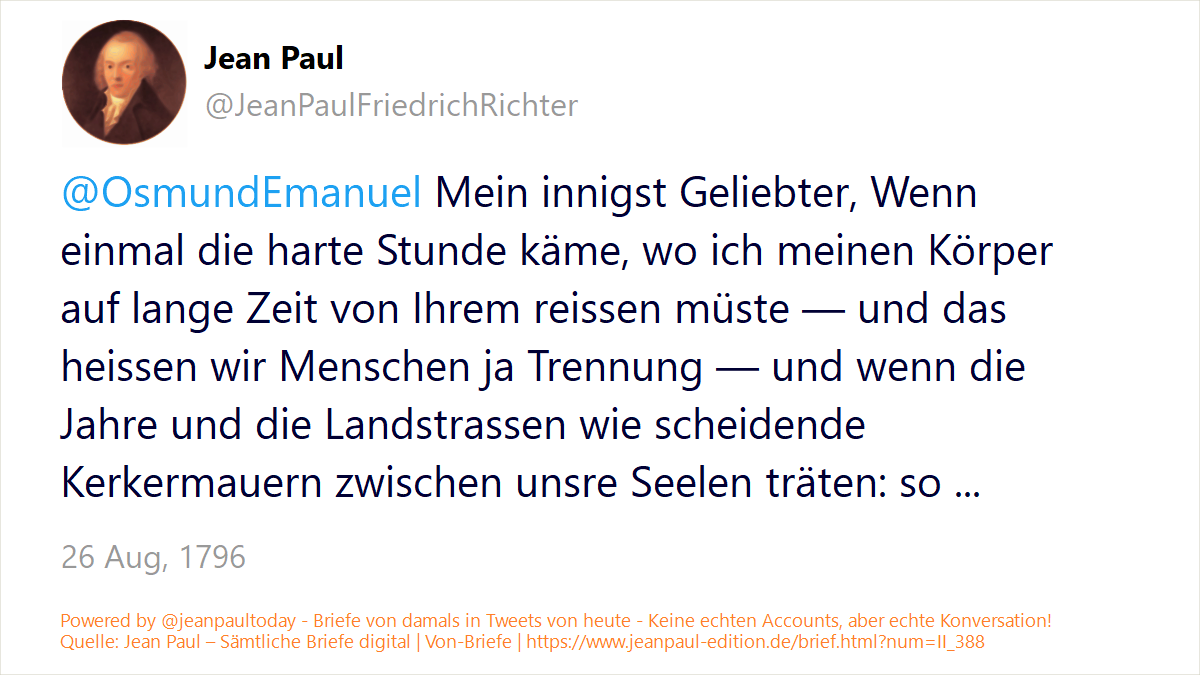 Jean Paul
@JeanPaulFriedrichRichter
@OsmundEmanuel Mein innigst Geliebter, Wenn
einmal die harte Stunde käme, wo ich meinen Körper
auf lange Zeit von Ihrem reissen müste — und das
heissen wir Menschen ja Trennung — und wenn die
Jahre und die Landstrassen wie scheidende
Kerkermauern zwischen unsre Seelen träten: so ...
26 Aug, 1796
Powered by @jeanpaultoday - Briefe von damals in Tweets von heute - Keine echten Accounts, aber echte Konversation!
Quelle: Jean Paul – Sämtliche Briefe digital | Von-Briefe | https://www.jeanpaul-edition.de/brief.html?num=II_388